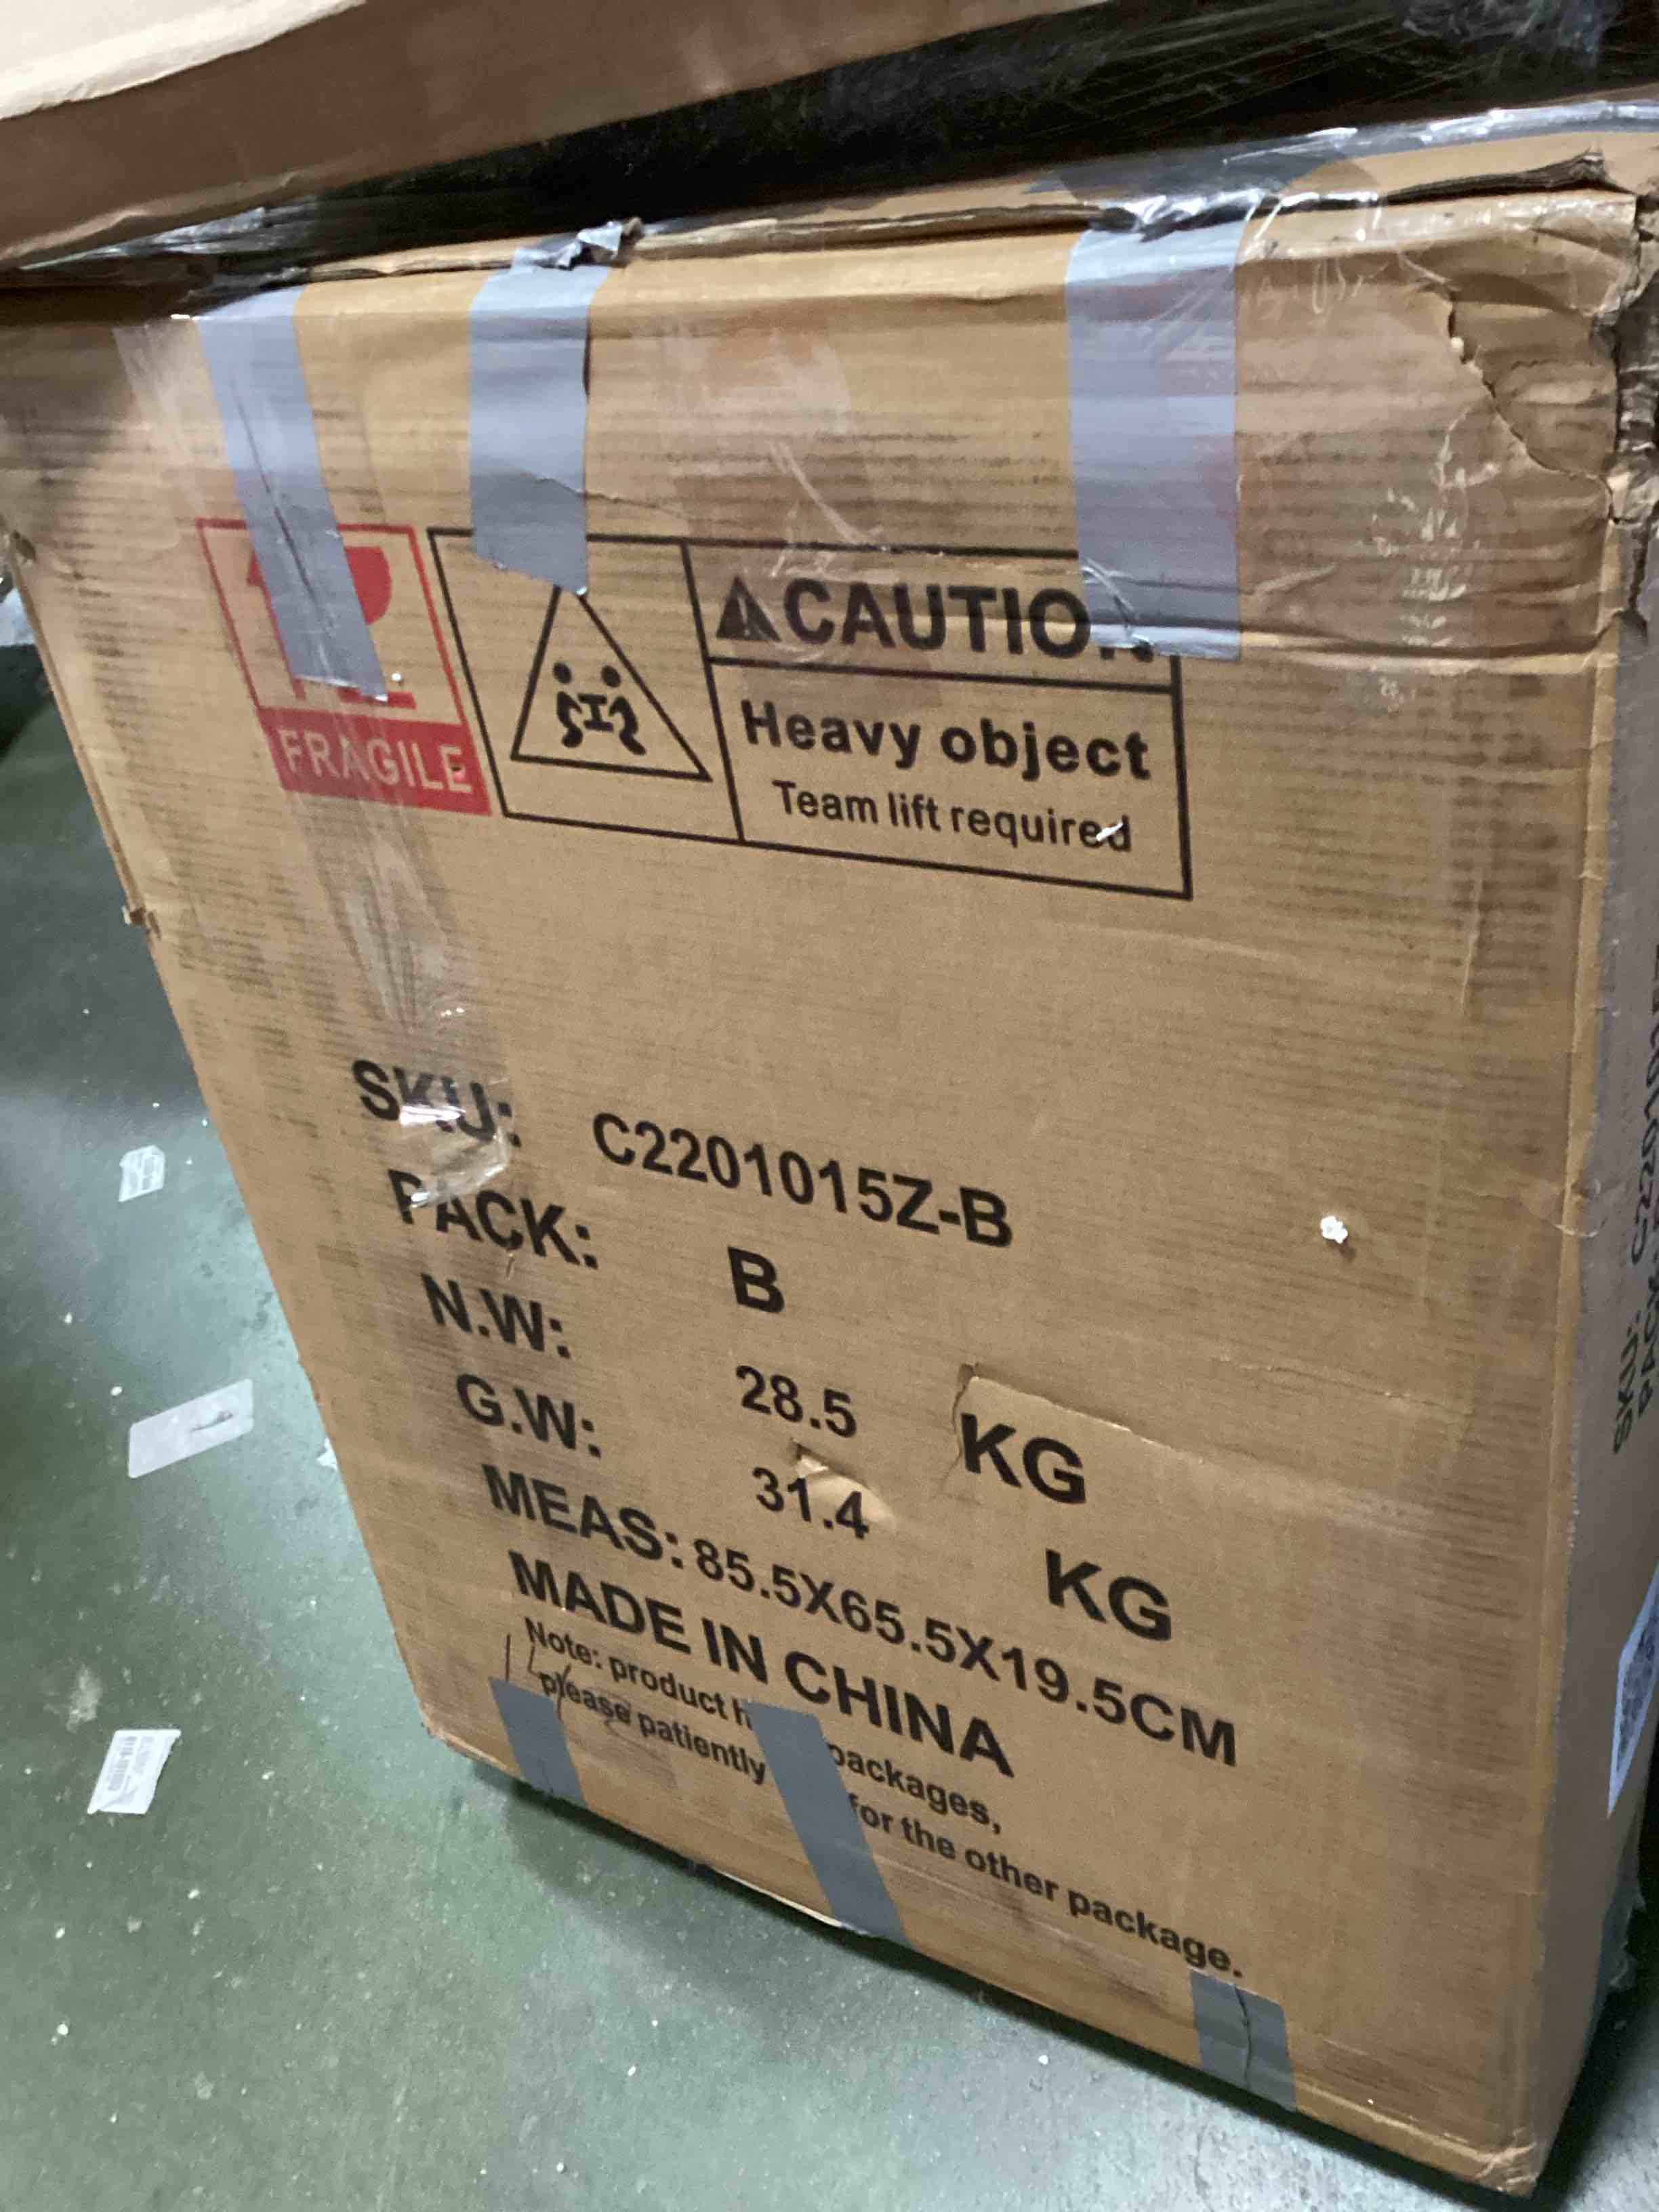 FRAGILE
CAUTIO
Heavy object
Team lift required
SKU: C2201015Z-B
PACK: B
N.W: 28.5 KG
G.W: 31.4 KG
MEAS: 85.5X65.5X19.5CM
MADE IN CHINA
Note: product packages,
please patiently for the other package.
SKU: